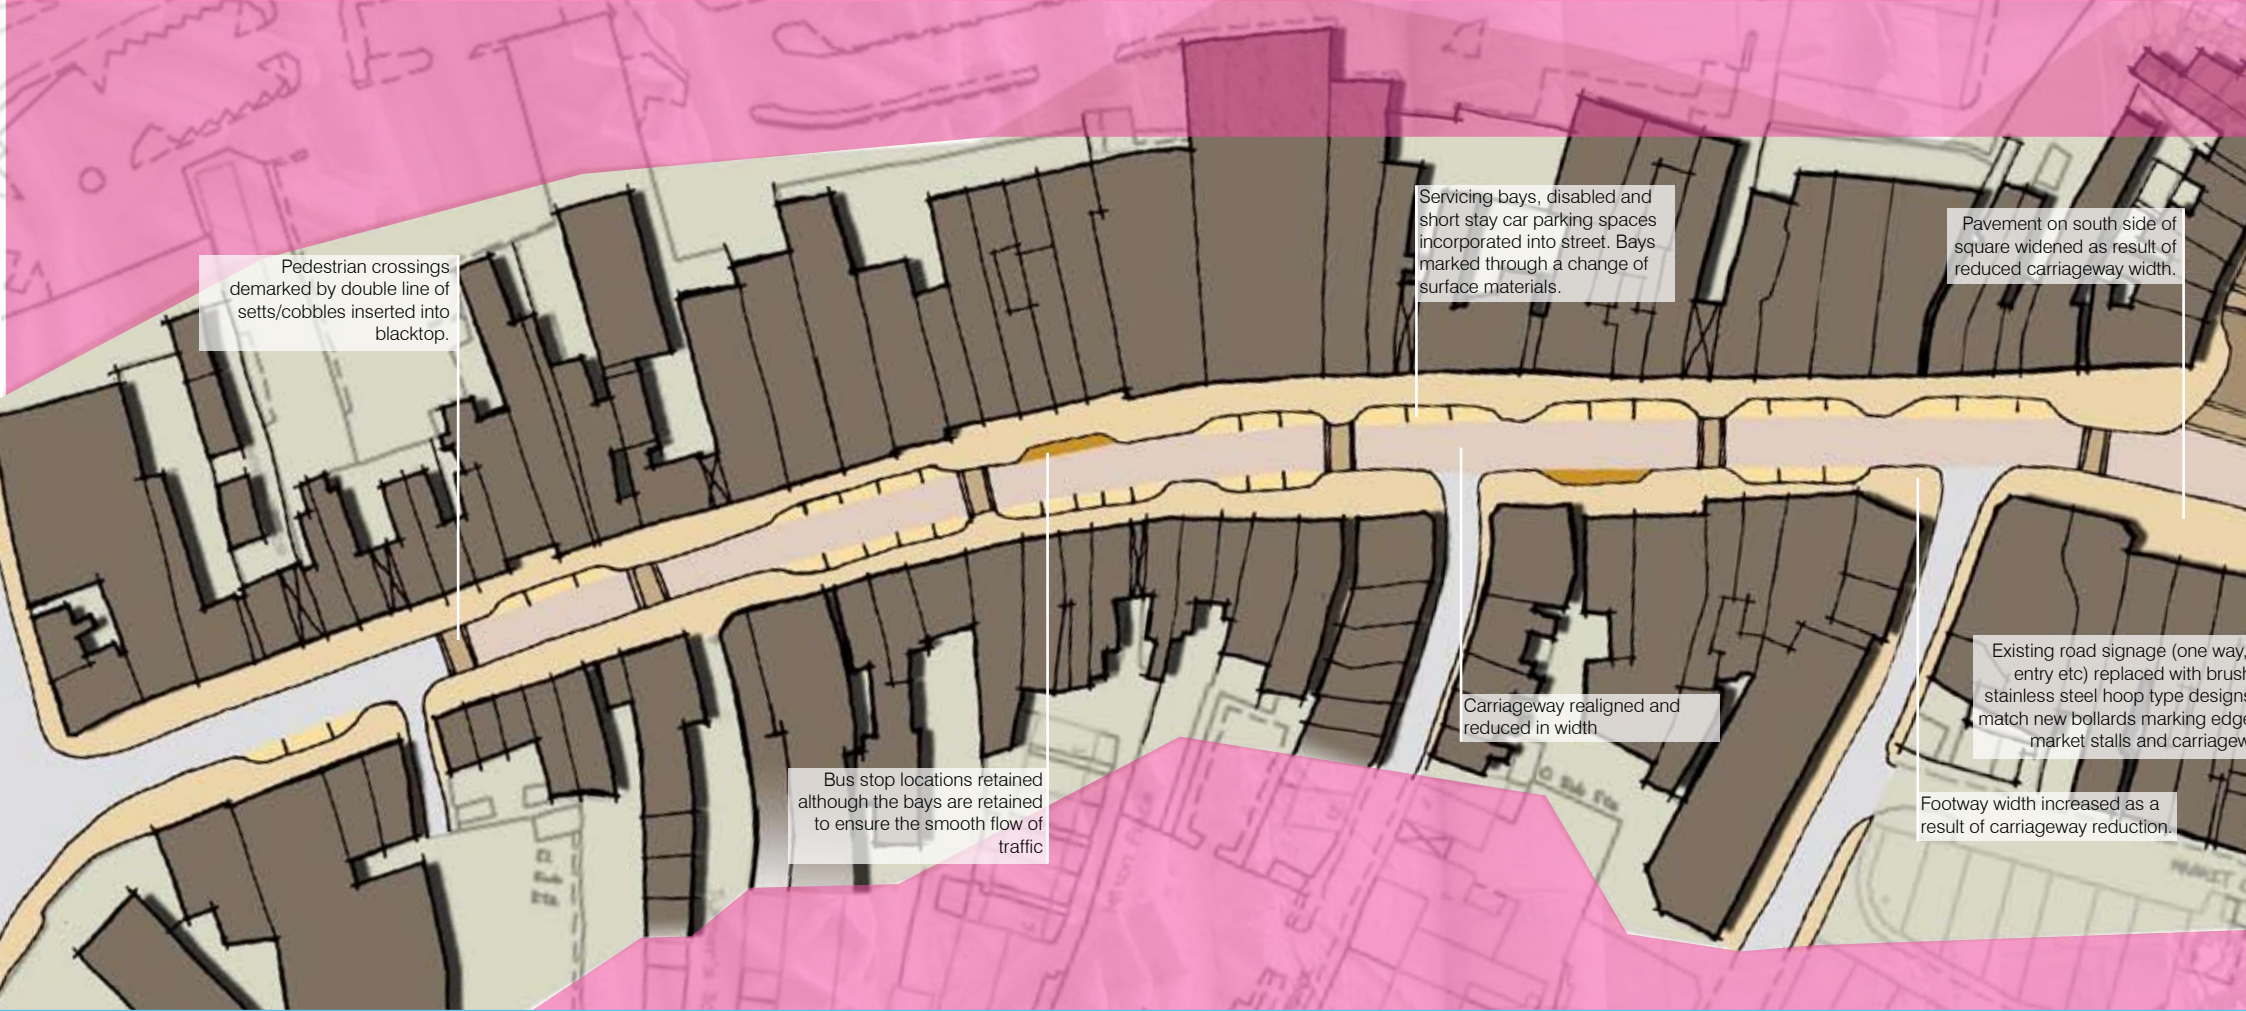 Servicing bays, disabled and
short stay car parking spaces
incorporated into street. Bays
marked through a change of
surface materials.
Pavement on south side of
square widened as result of
reduced carriageway width.
Pedestrian crossings
demarked by double line of
setts/cobbles inserted into
blacktop.
Existing road signage (one way,
entry etc) replaced with brush
stainless steel hoop type designs
match new bollards marking edge
market stalls and carriagew
Carriageway realigned and
reduced in width
Bus stop locations retained
although the bays are retained
to ensure the smooth flow of
traffic
Footway width increased as a
result of carriageway reduction.